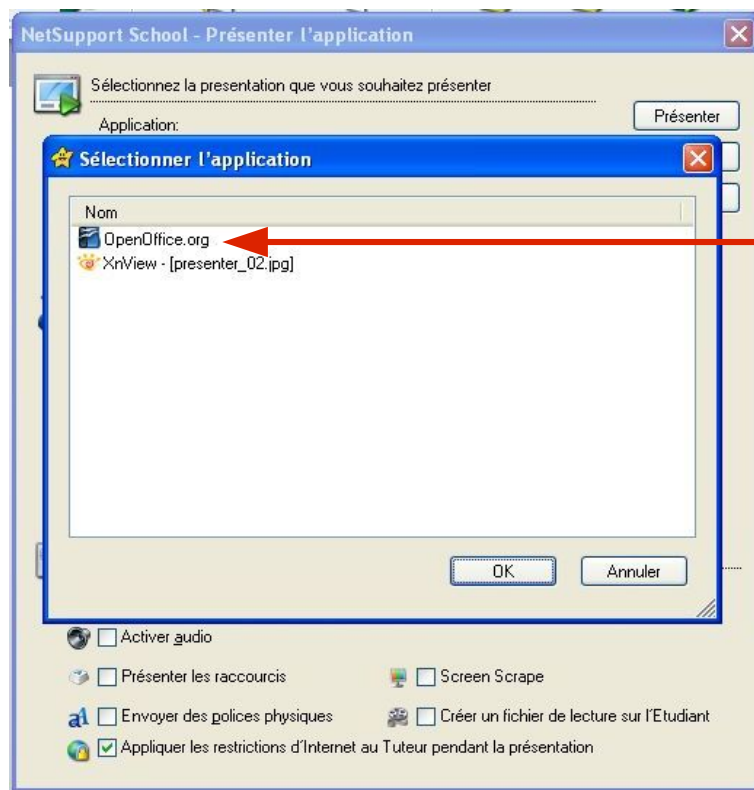 NetSupport School - Présenter l'application
Sélectionnez la presentation que vous souhaitez présenter
Application:
Présenter
Sélectionner l'application
Nom
OpenOffice.org
XnView - [presenter_02.jpg]
OK
Annuler
Activer audio
Présenter les raccourcis
Screen Scrape
Envoyer des polices physiques
Créer un fichier de lecture sur l'Etudiant
Appliquer les restrictions d'Internet au Tuteur pendant la présentation